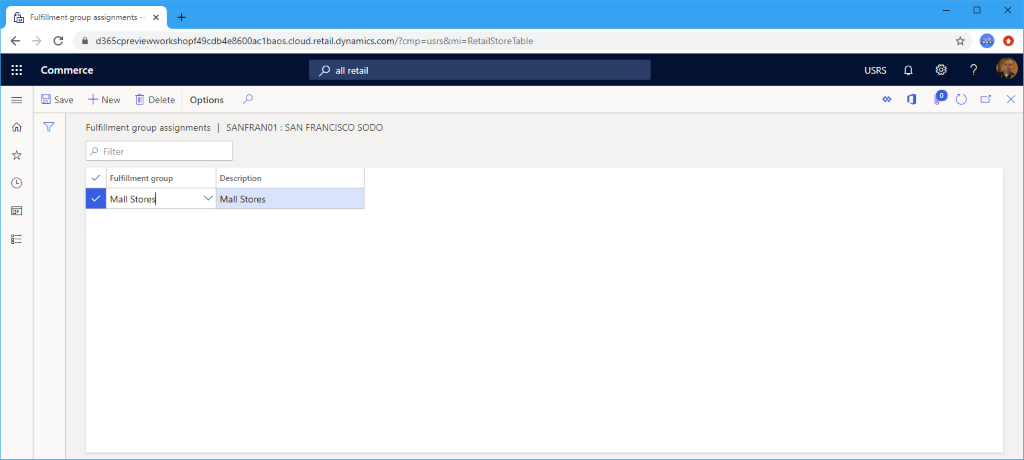 Fulfillment group assignments --
d365cpreviewworkshopf49cdb4e8600ac1baos.cloud.retail.dynamics.com/?cmp=usrs&mi=RetailStoreTable
Commerce
all retail
USRS
?
Save
New
Delete
Options
0
Fulfillment group assignments | SANFRAN01 : SAN FRANCISCO SODO
Filter
Fulfillment group Description
Mall Stores Mall Stores